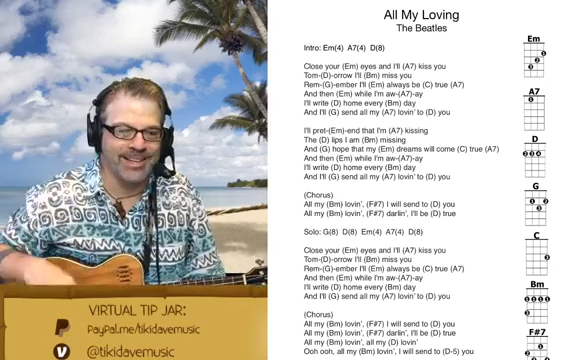 All My Loving
The Beatles
Intro: Em(4) A7(4) D(8)
Close your (Em) eyes and I'll (A7) kiss you
Tom-(D)-orrow I'll (Bm) miss you
Rem-(G)-ember I'll (Em) always be (C) true (A7)
And then (Em) while I'm aw-(A7)-ay
I'll write (D) home every (Bm) day
And I'll (G) send all my (A7) lovin' to (D) you
I'll pret-(Em)-end that I'm (A7) kissing
The (D) lips I am (Bm) missing
And (G) hope that my (Em) dreams will come (C) true (A7)
And then (Em) while I'm aw-(A7)-ay
I'll write (D) home every (Bm) day
And I'll (G) send all my (A7) lovin' to (D) you
(Chorus)
All my (Bm) lovin', (F#7) I will send to (D) you
All my (Bm) lovin', (F#7) darlin', I'll be (D) true
Solo: G(8) D(8) Em(4) A7(4) D(8)
Close your (Em) eyes and I'll (A7) kiss you
Tom-(D)-orrow I'll (Bm) miss you
Rem-(G)-ember I'll (Em) always be (C) true (A7)
And then (Em) while I'm aw-(A7)-ay
I'll write (D) home every (Bm) day
And I'll (G) send all my (A7) lovin' to (D) you
(Chorus)
All my (Bm) lovin', (F#7) I will send to (D) you
All my (Bm) lovin', (F#7) darlin', I'll be (D) true
All my (Bm) lovin', all my (D) lovin'
Ooh ooh, all my (Bm) lovin', I will send to (D-5) you
Em
A7
D
G
C
Bm
F#7
VIRTUAL TIP JAR:
PayPal.me/tikidavemusic
@tikidavemusic